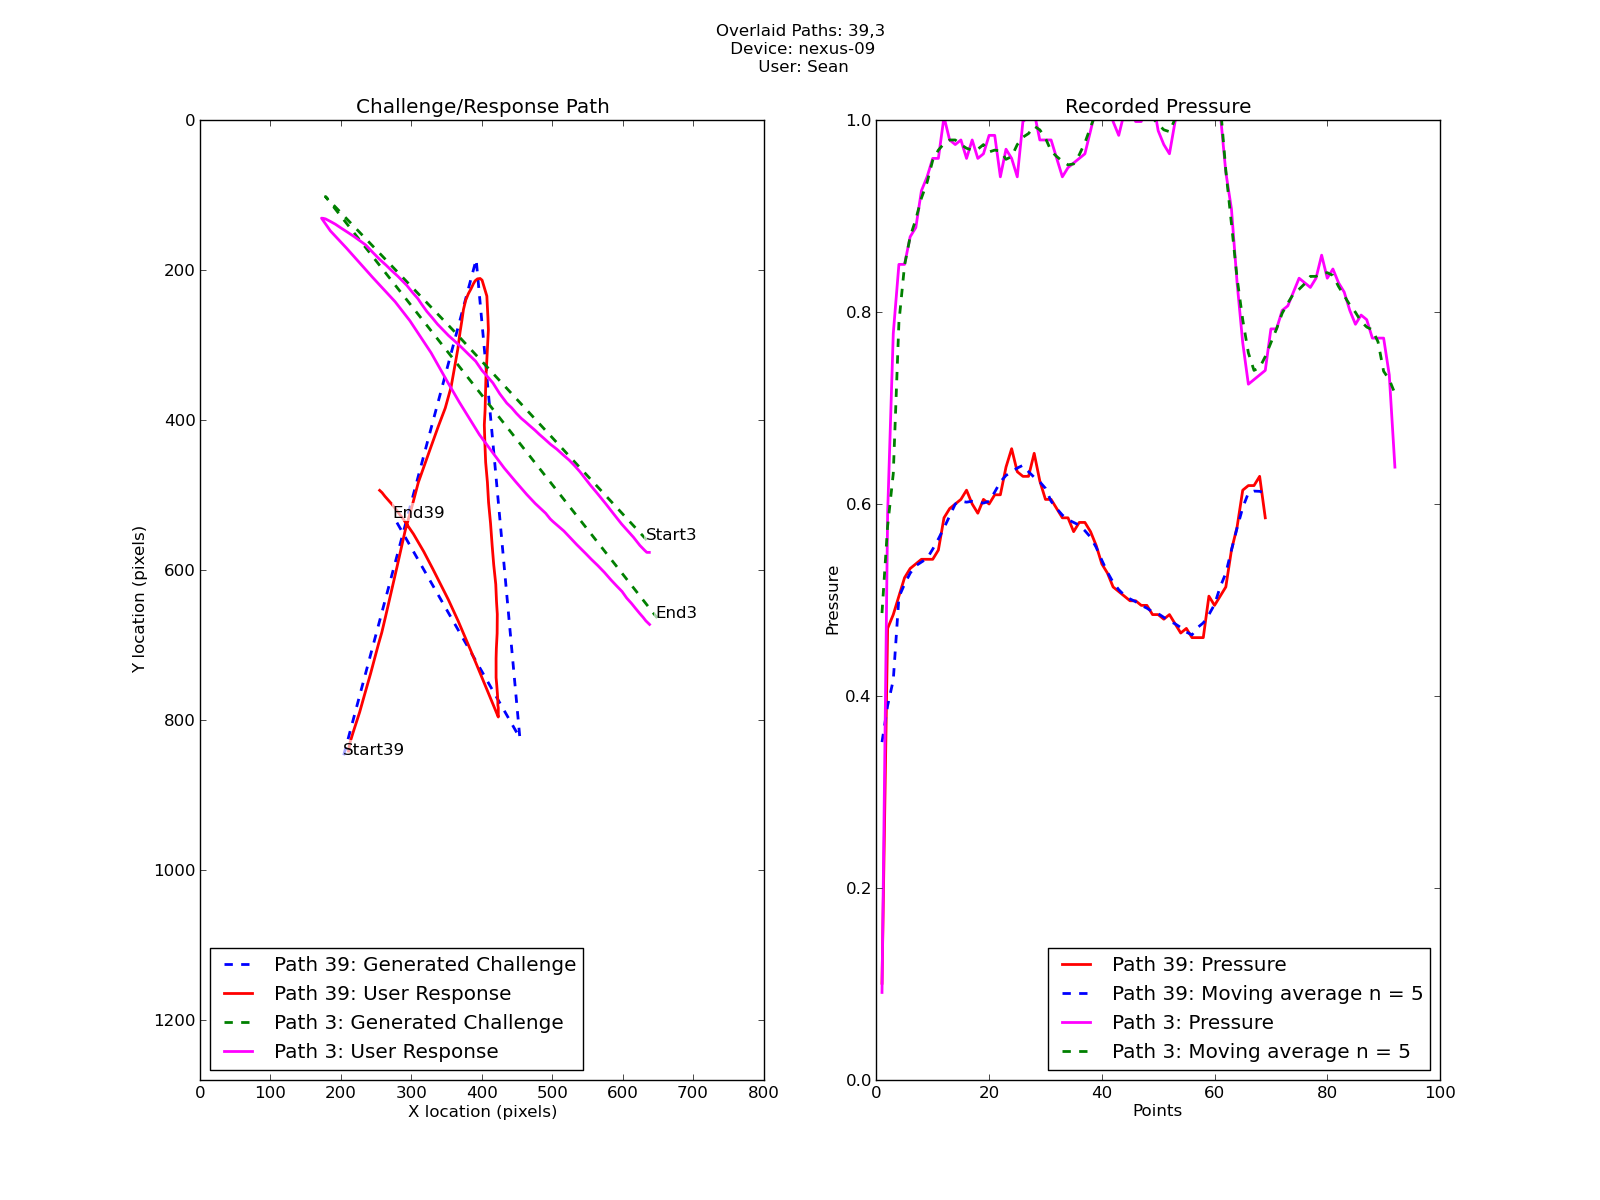 Overlaid Paths: 39,3
Device: nexus-09
User: Sean
Challenge/Response Path
0
200
400
600
800
1000
1200
Y location (pixels)
Start39
End39
Start3
End3
Path 39: Generated Challenge
Path 39: User Response
Path 3: Generated Challenge
Path 3: User Response
0 100 200 300 400 500 600 700 800
X location (pixels)
Recorded Pressure
1.0
0.8
0.6
0.4
0.2
0.0
Pressure
Path 39: Pressure
Path 39: Moving average n = 5
Path 3: Pressure
Path 3: Moving average n = 5
0 20 40 60 80 100
Points